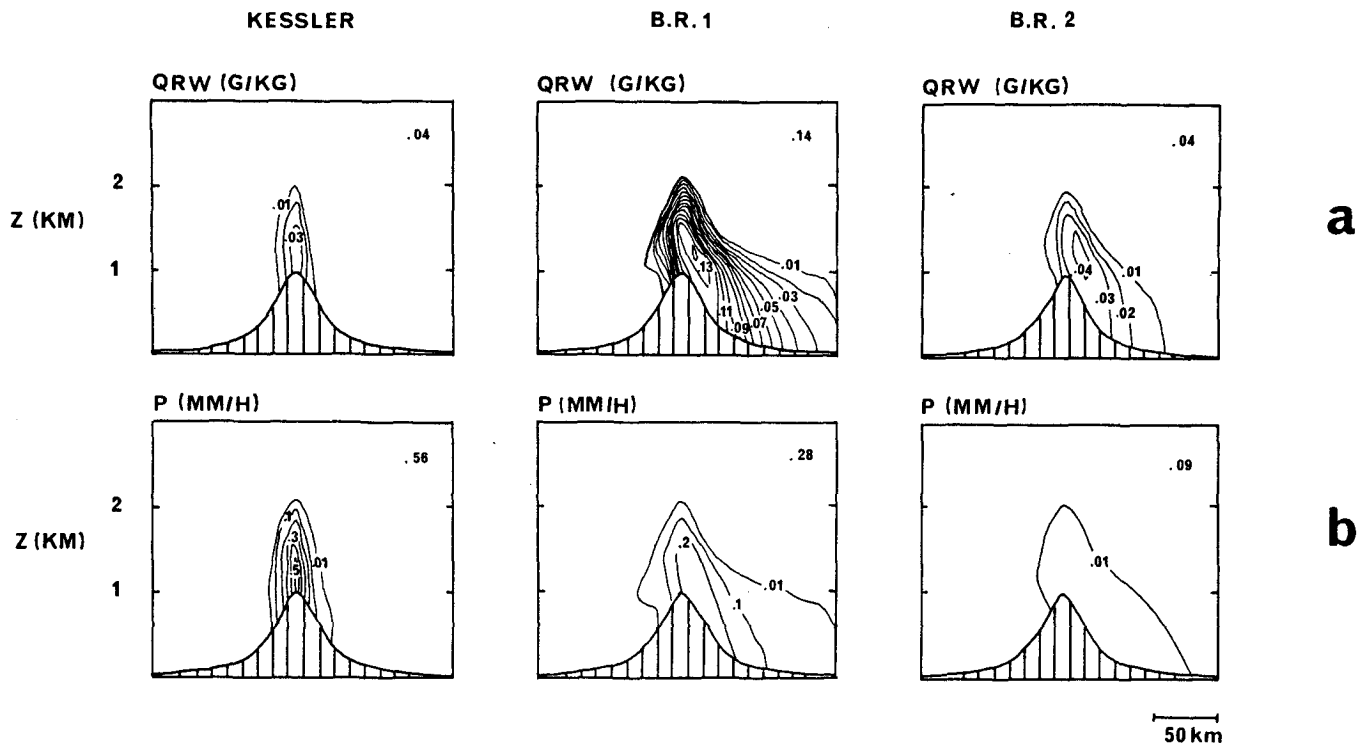 KESSLER
B.R.1
B.R. 2
QRW (G/KG)
QRW (G/KG)
QRW (G/KG)
.04
.14
.04
2
Z (KM)
1
.01
.03
.13
.01
.03
.05
.07
.09
.11
.04
.01
.03
.02
a
P (MM/H)
P (MM/H)
P (MM/H)
.56
.28
.09
2
Z (KM)
1
.1
.3
.5
.01
.2
.01
.1
.01
b
50 km